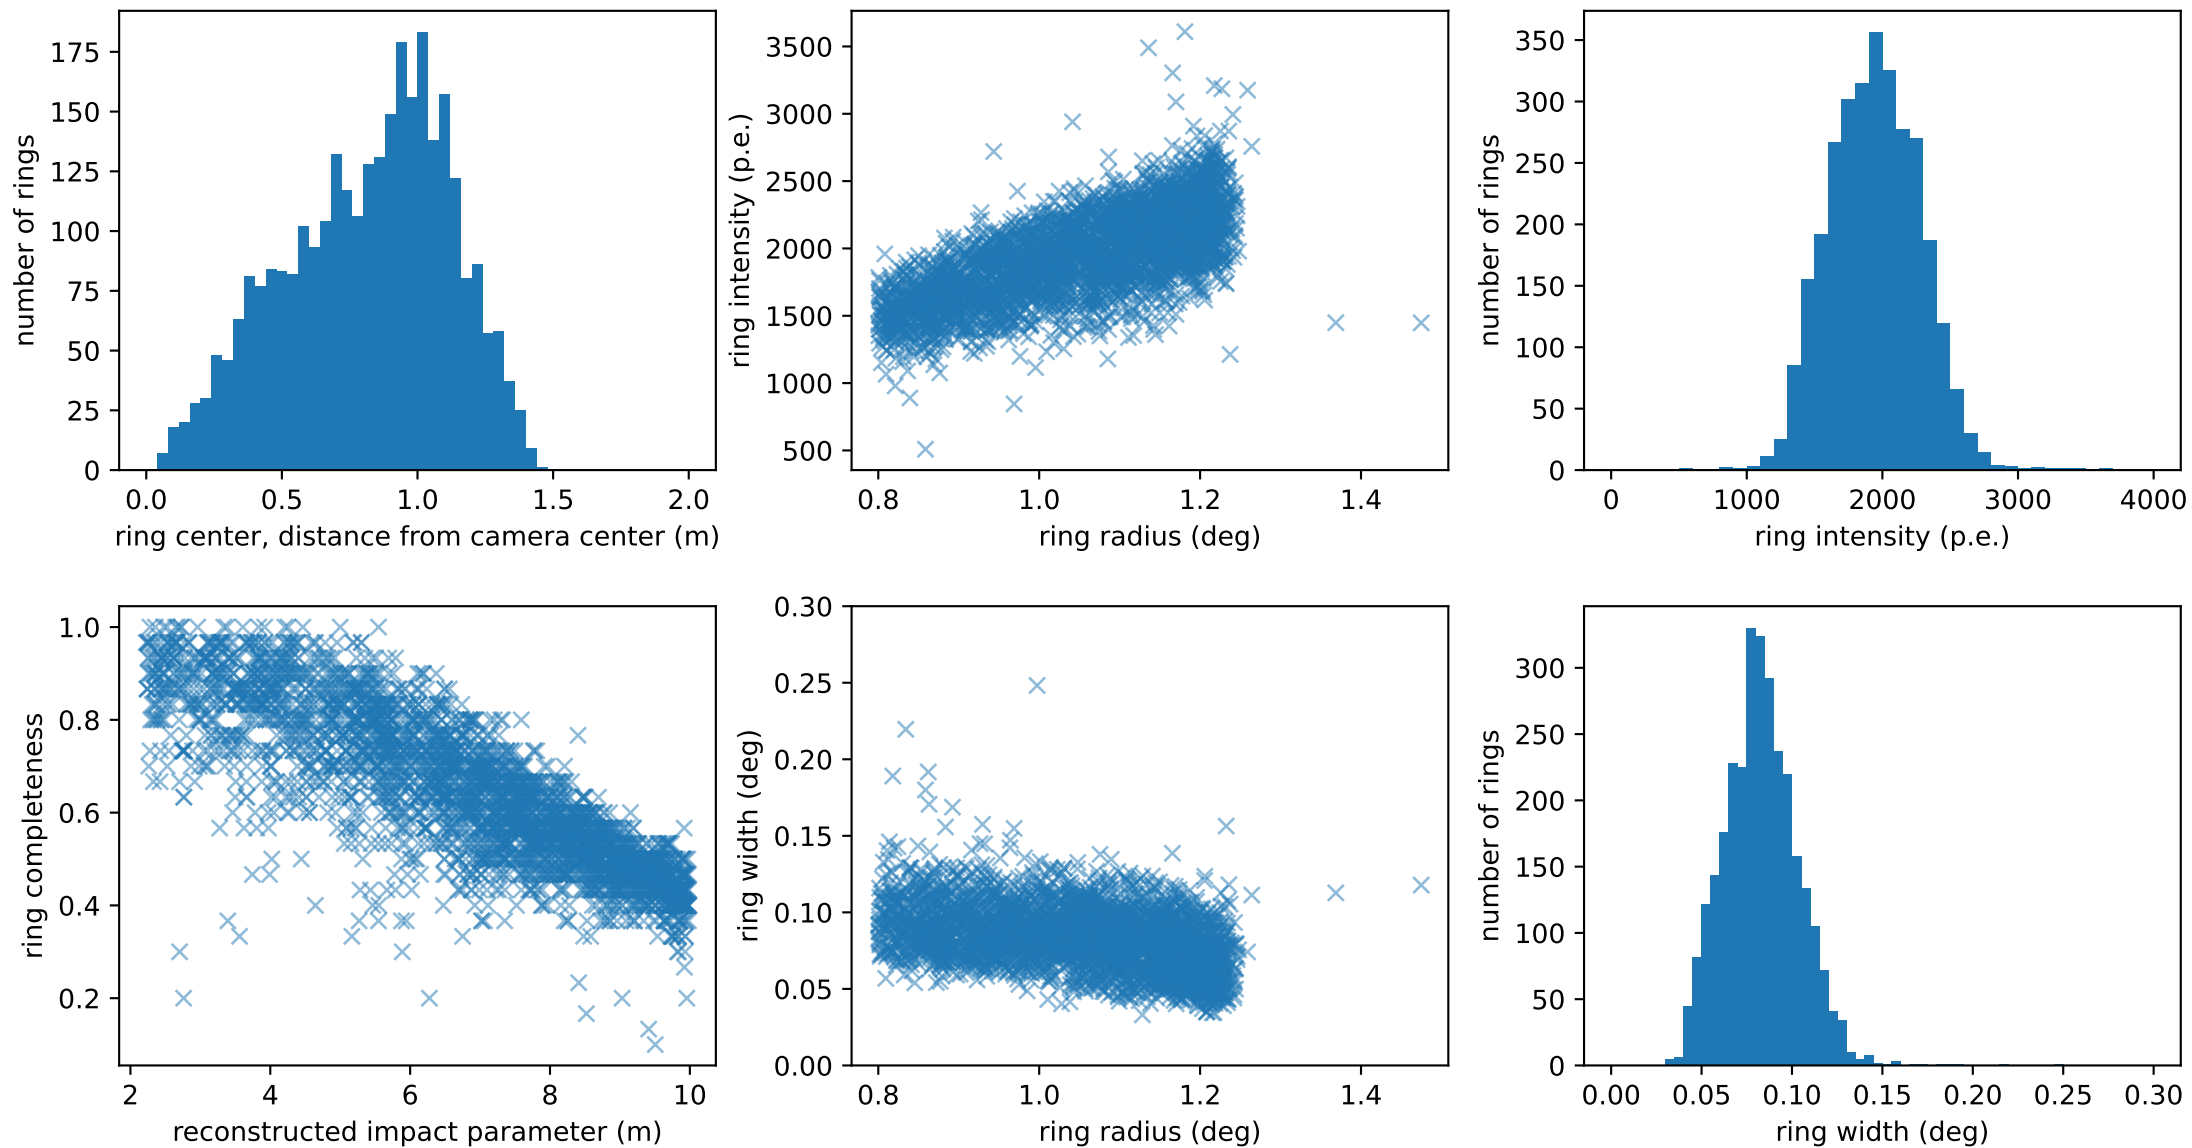 175
150
125
100
75
50
25
0
number of rings
0.0 0.5 1.0 1.5 2.0
ring center, distance from camera center (m)
3500
3000
2500
2000
1500
1000
500
ring intensity (p.e.)
0.8 1.0 1.2 1.4
ring radius (deg)
350
300
250
200
150
100
50
0
number of rings
0 1000 2000 3000 4000
ring intensity (p.e.)
1.0
0.8
0.6
0.4
0.2
ring completeness
2 4 6 8 10
reconstructed impact parameter (m)
0.30
0.25
0.20
0.15
0.10
0.05
0.00
ring width (deg)
0.8 1.0 1.2 1.4
ring radius (deg)
300
250
200
150
100
50
0
number of rings
0.00 0.05 0.10 0.15 0.20 0.25 0.30
ring width (deg)